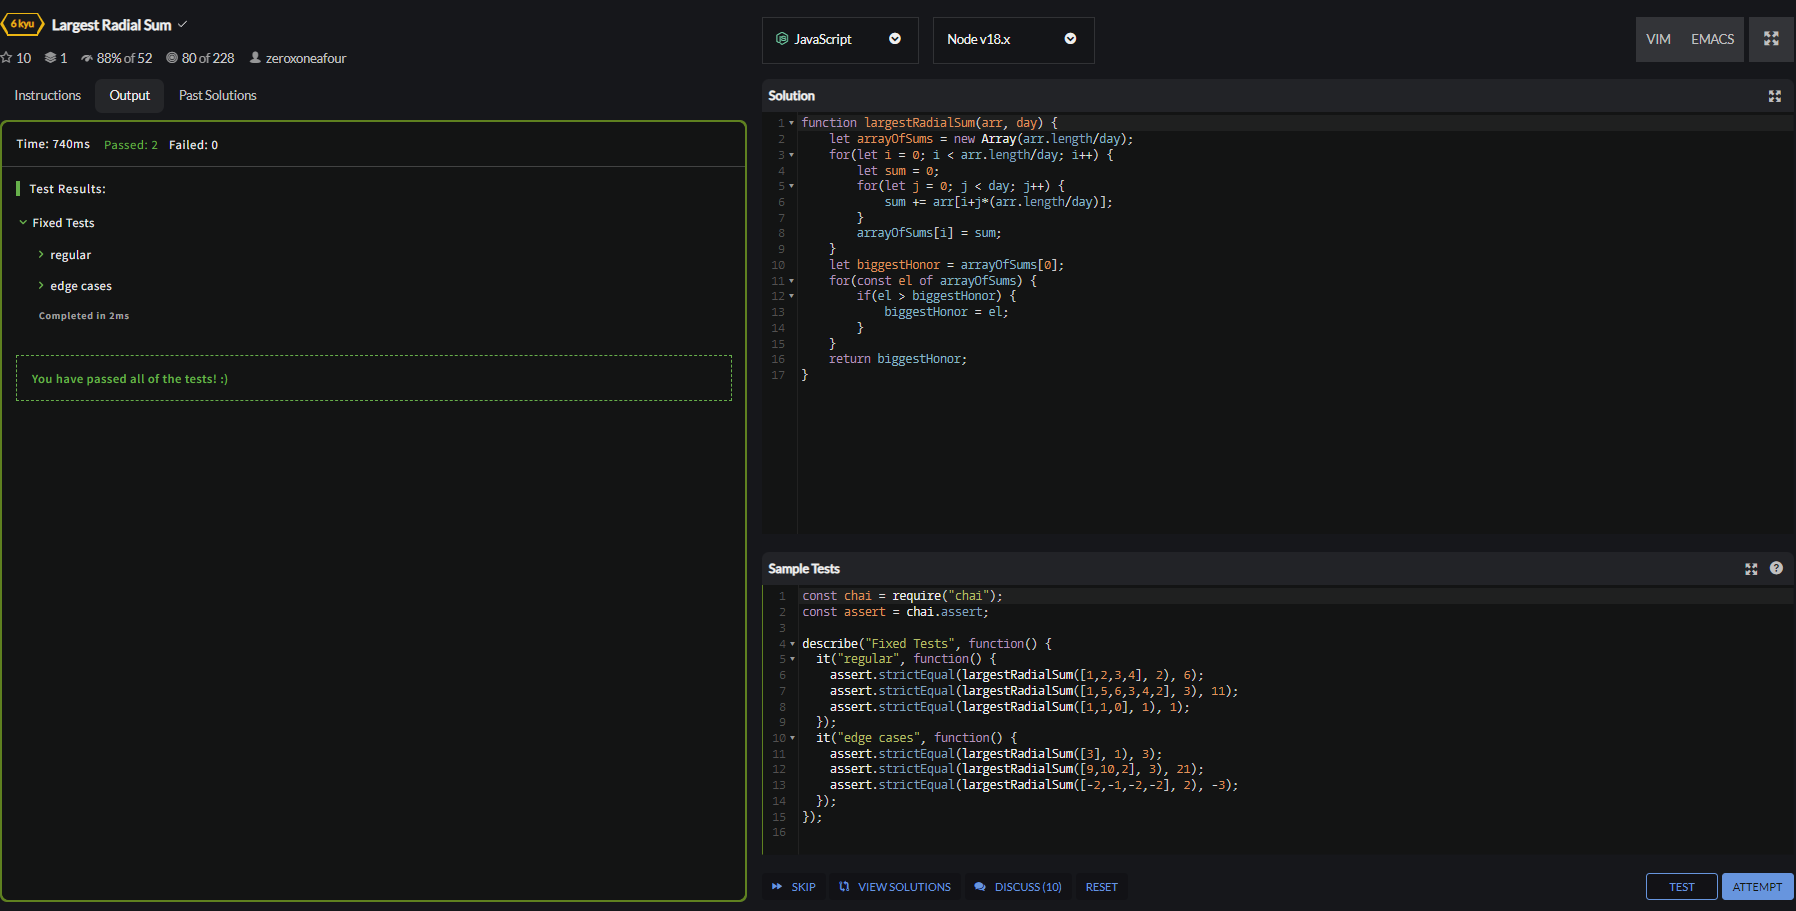 6 kyu Largest Radial Sum
10 1 88% of 52 80 of 228 zeroxoneafour
Instructions Output Past Solutions
Time: 740ms Passed: 2 Failed: 0
Test Results:
Fixed Tests
regular
edge cases
Completed in 2ms
You have passed all of the tests! :)
JavaScript Node v18.x VIM EMACS
Solution
1 function largestRadialSum(arr, day) {
2 let arrayOfSums = new Array(arr.length/day);
3 for(let i = 0; i < arr.length/day; i++) {
4 let sum = 0;
5 for(let j = 0; j < day; j++) {
6 sum += arr[i+j*(arr.length/day)];
7 }
8 arrayOfSums[i] = sum;
9 }
10 let biggestHonor = arrayOfSums[0];
11 for(const el of arrayOfSums) {
12 if(el > biggestHonor) {
13 biggestHonor = el;
14 }
15 }
16 return biggestHonor;
17 }
Sample Tests ?
1 const chai = require("chai");
2 const assert = chai.assert;
3
4 describe("Fixed Tests", function() {
5 it("regular", function() {
6 assert.strictEqual(largestRadialSum([1,2,3,4], 2), 6);
7 assert.strictEqual(largestRadialSum([1,5,6,3,4,2], 3), 11);
8 assert.strictEqual(largestRadialSum([1,1,0], 1), 1);
9 });
10 it("edge cases", function() {
11 assert.strictEqual(largestRadialSum([3], 1), 3);
12 assert.strictEqual(largestRadialSum([9,10,2], 3), 21);
13 assert.strictEqual(largestRadialSum([-2,-1,-2,-2], 2), -3);
14 });
15 });
16
SKIP VIEW SOLUTIONS DISCUSS (10) RESET TEST ATTEMPT